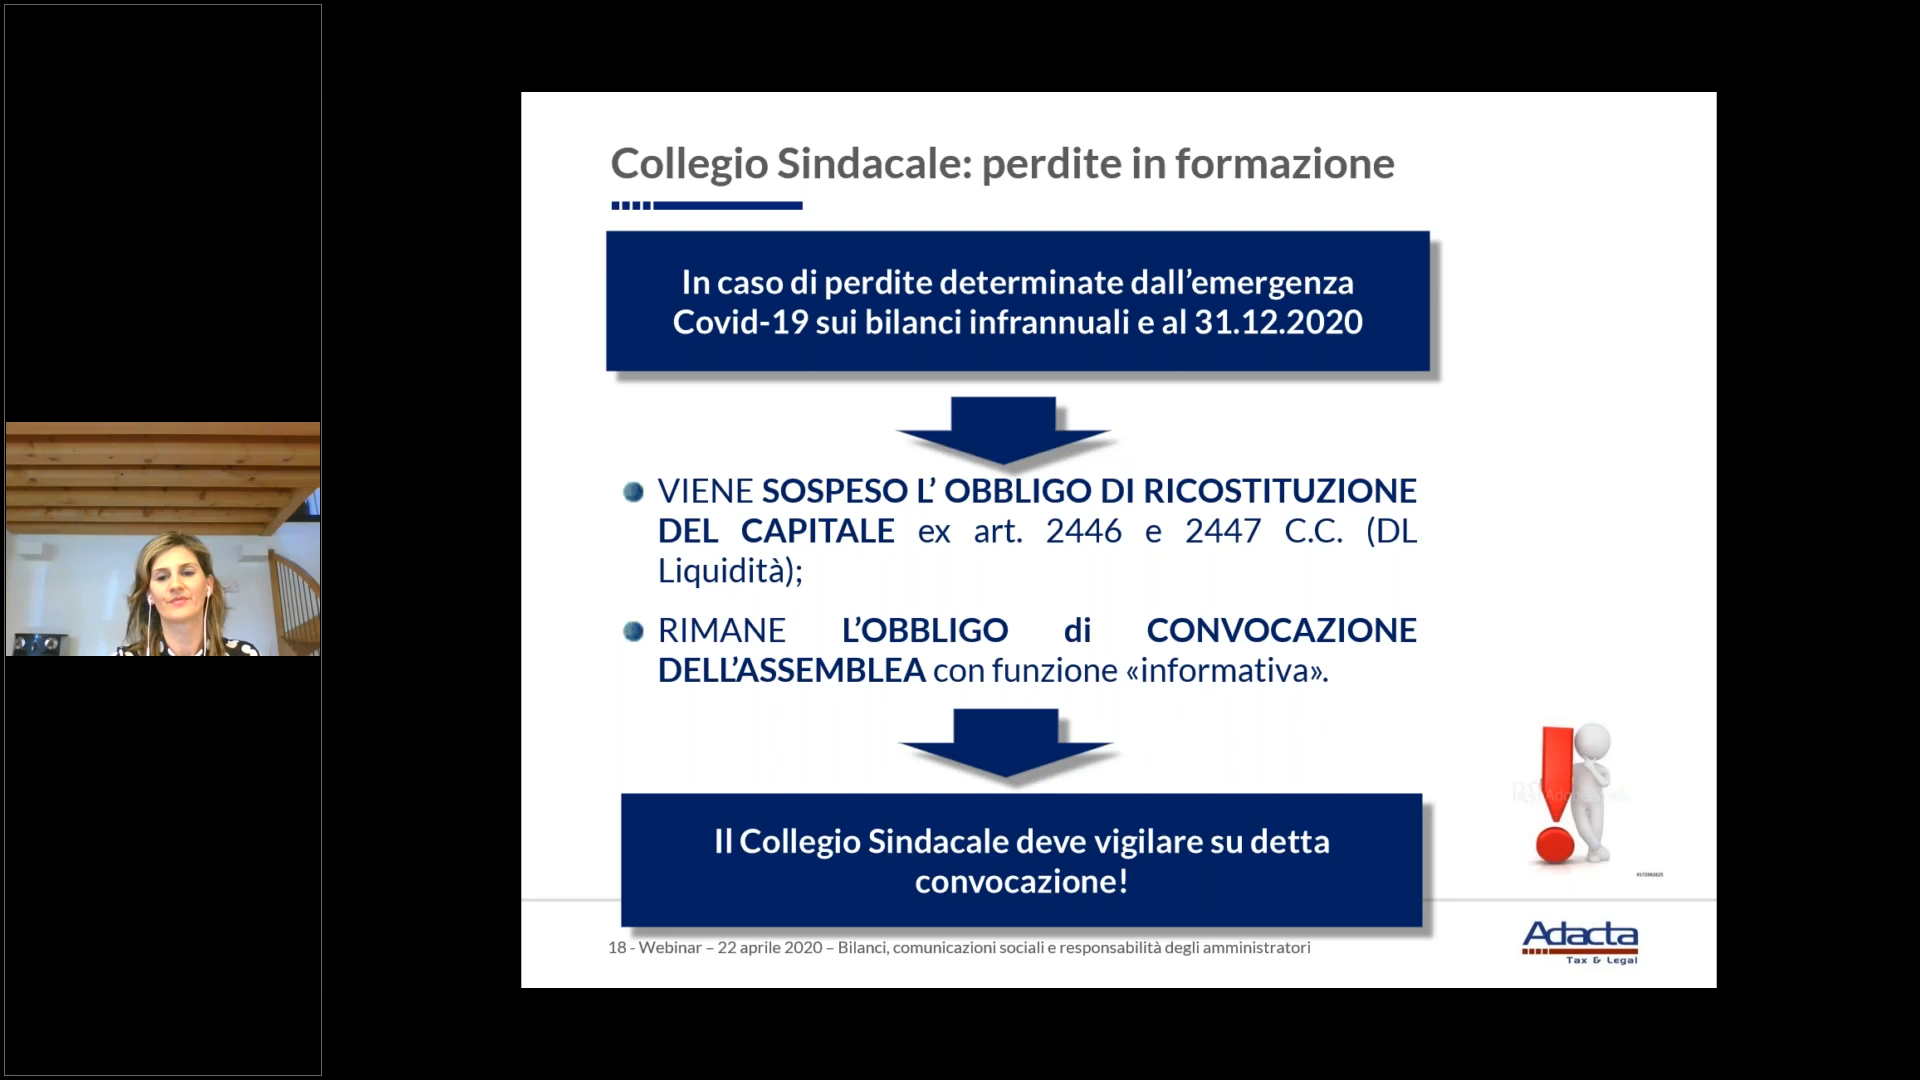 Collegio Sindacale: perdite in formazione
In caso di perdite determinate dall’emergenza
Covid-19 sui bilanci infrannuali e al 31.12.2020
VIENE SOSPESO L’ OBBLIGO DI RICOSTITUZIONE
DEL CAPITALE ex art. 2446 e 2447 C.C. (DL
Liquidità);
RIMANE L’OBBLIGO di CONVOCAZIONE
DELL’ASSEMBLEA con funzione «informativa».
Il Collegio Sindacale deve vigilare su detta
convocazione!
18 - Webinar – 22 aprile 2020 – Bilanci, comunicazioni sociali e responsabilità degli amministratori
Adacta
Tax & Legal